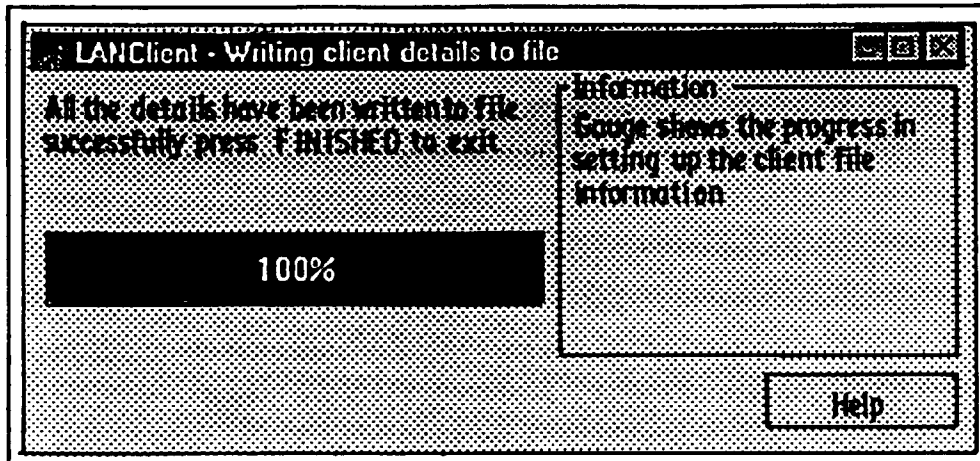 LANClient - Writing client details to file
All the details have been written to file
successfully press FINISHED to exit ....
100%
Information
Gauge shows the progress in
setting up the client file
information
Help